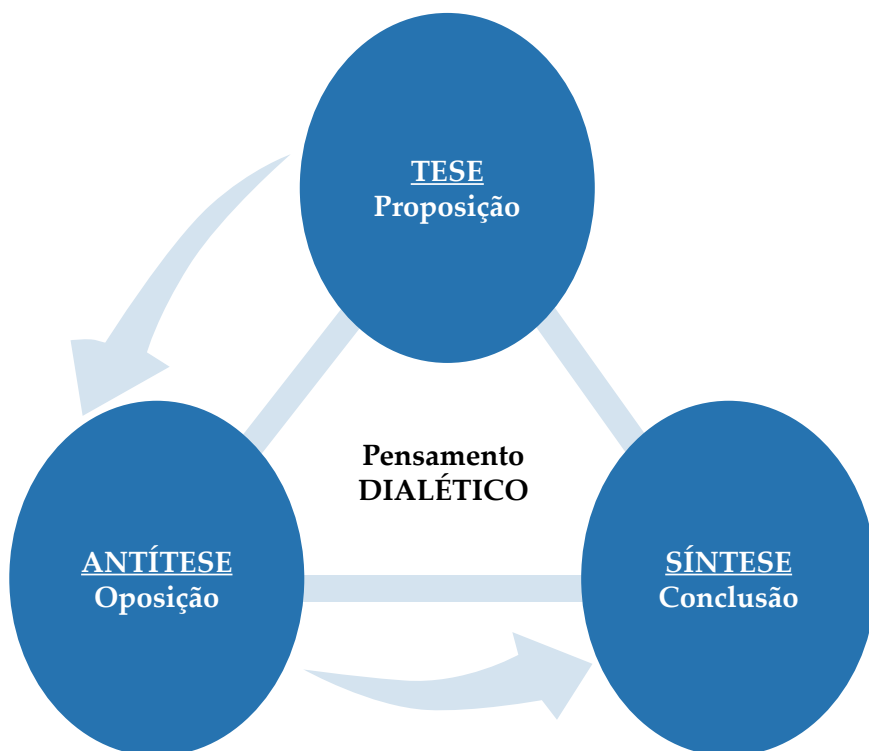 TESE
Proposição
Pensamento
DIALÉTICO
ANTÍTESE
Oposição
SÍNTESE
Conclusão